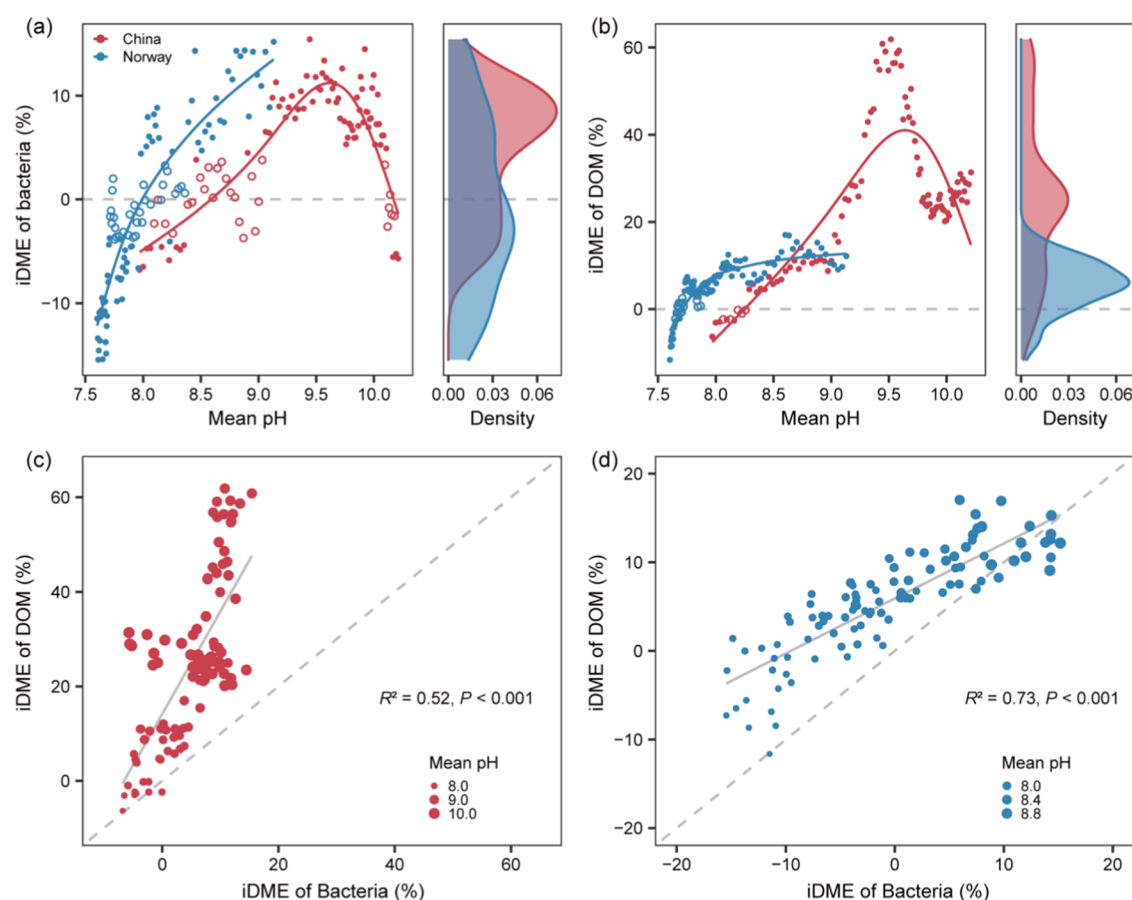 (a)
China
Norway
iDME of bacteria (%)
10
0
−10
7.5 8.0 8.5 9.0 9.5 10.0
Mean pH
0.00 0.03 0.06
Density
(b)
iDME of DOM (%)
60
40
20
0
7.5 8.0 8.5 9.0 9.5 10.0
Mean pH
0.00 0.03 0.06
Density
(c)
iDME of DOM (%)
60
40
20
0
R² = 0.52, P < 0.001
Mean pH
8.0
9.0
10.0
0 20 40 60
iDME of Bacteria (%)
(d)
iDME of DOM (%)
20
10
0
−10
−20
R² = 0.73, P < 0.001
Mean pH
8.0
8.4
8.8
−20 −10 0 10 20
iDME of Bacteria (%)